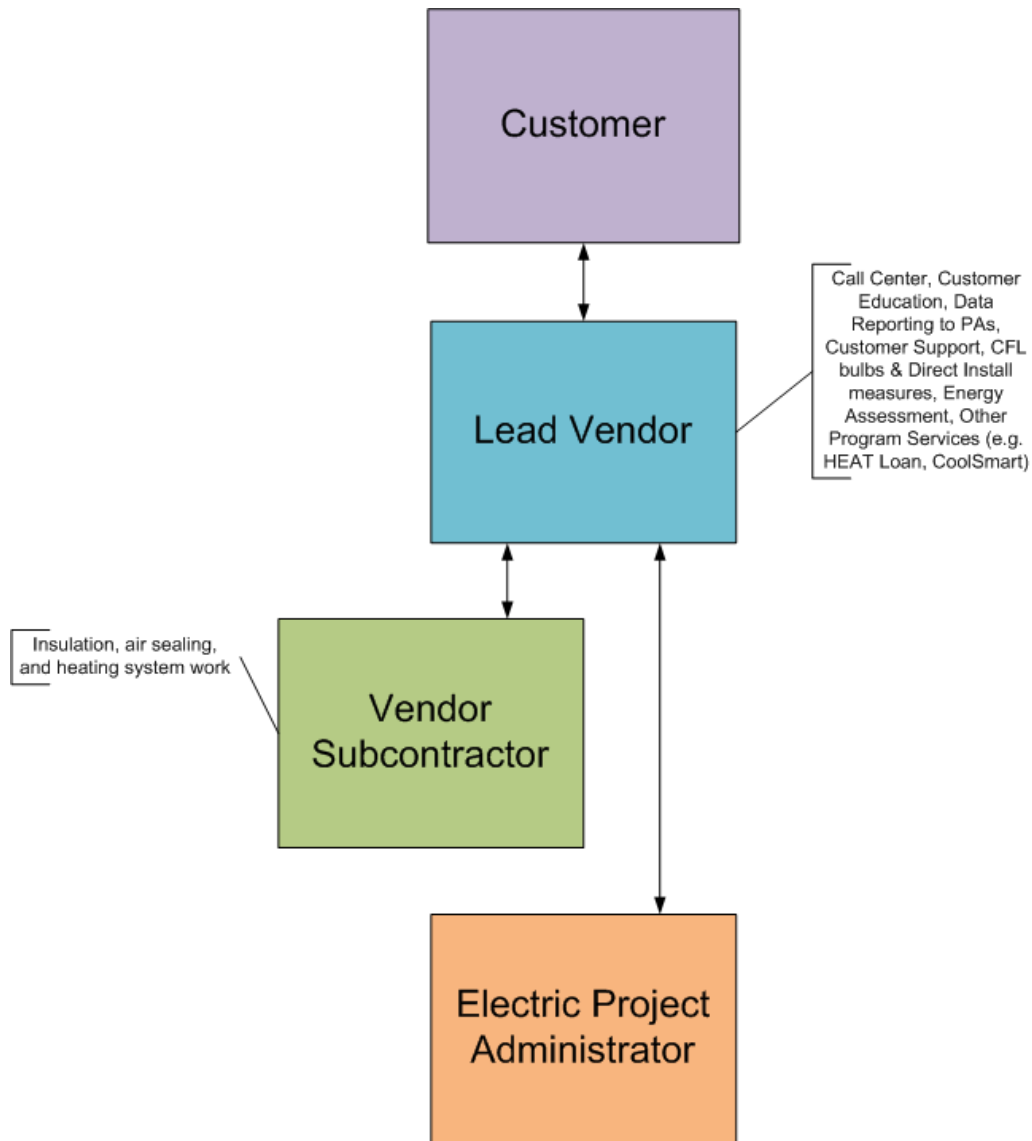 Customer
Call Center, Customer
Education, Data
Reporting to PAs,
Customer Support, CFL
bulbs & Direct Install
measures, Energy
Assessment, Other
Program Services (e.g.
HEAT Loan, CoolSmart)
Lead Vendor
Insulation, air sealing,
and heating system work
Vendor
Subcontractor
Electric Project
Administrator